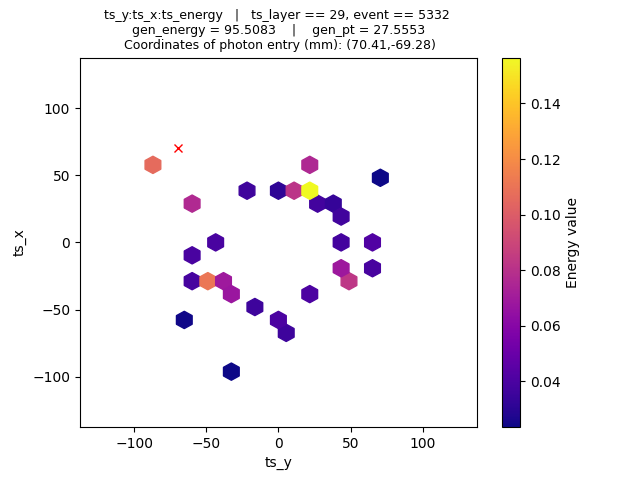 ts_y:ts_x:ts_energy   |   ts_layer == 29, event == 5332
gen_energy = 95.5083    |    gen_pt = 27.5553
Coordinates of photon entry (mm): (70.41,-69.28)
100
50
0
−50
−100
ts_x
−100
−50
0
50
100
ts_y
0.14
0.12
0.10
0.08
0.06
0.04
Energy value